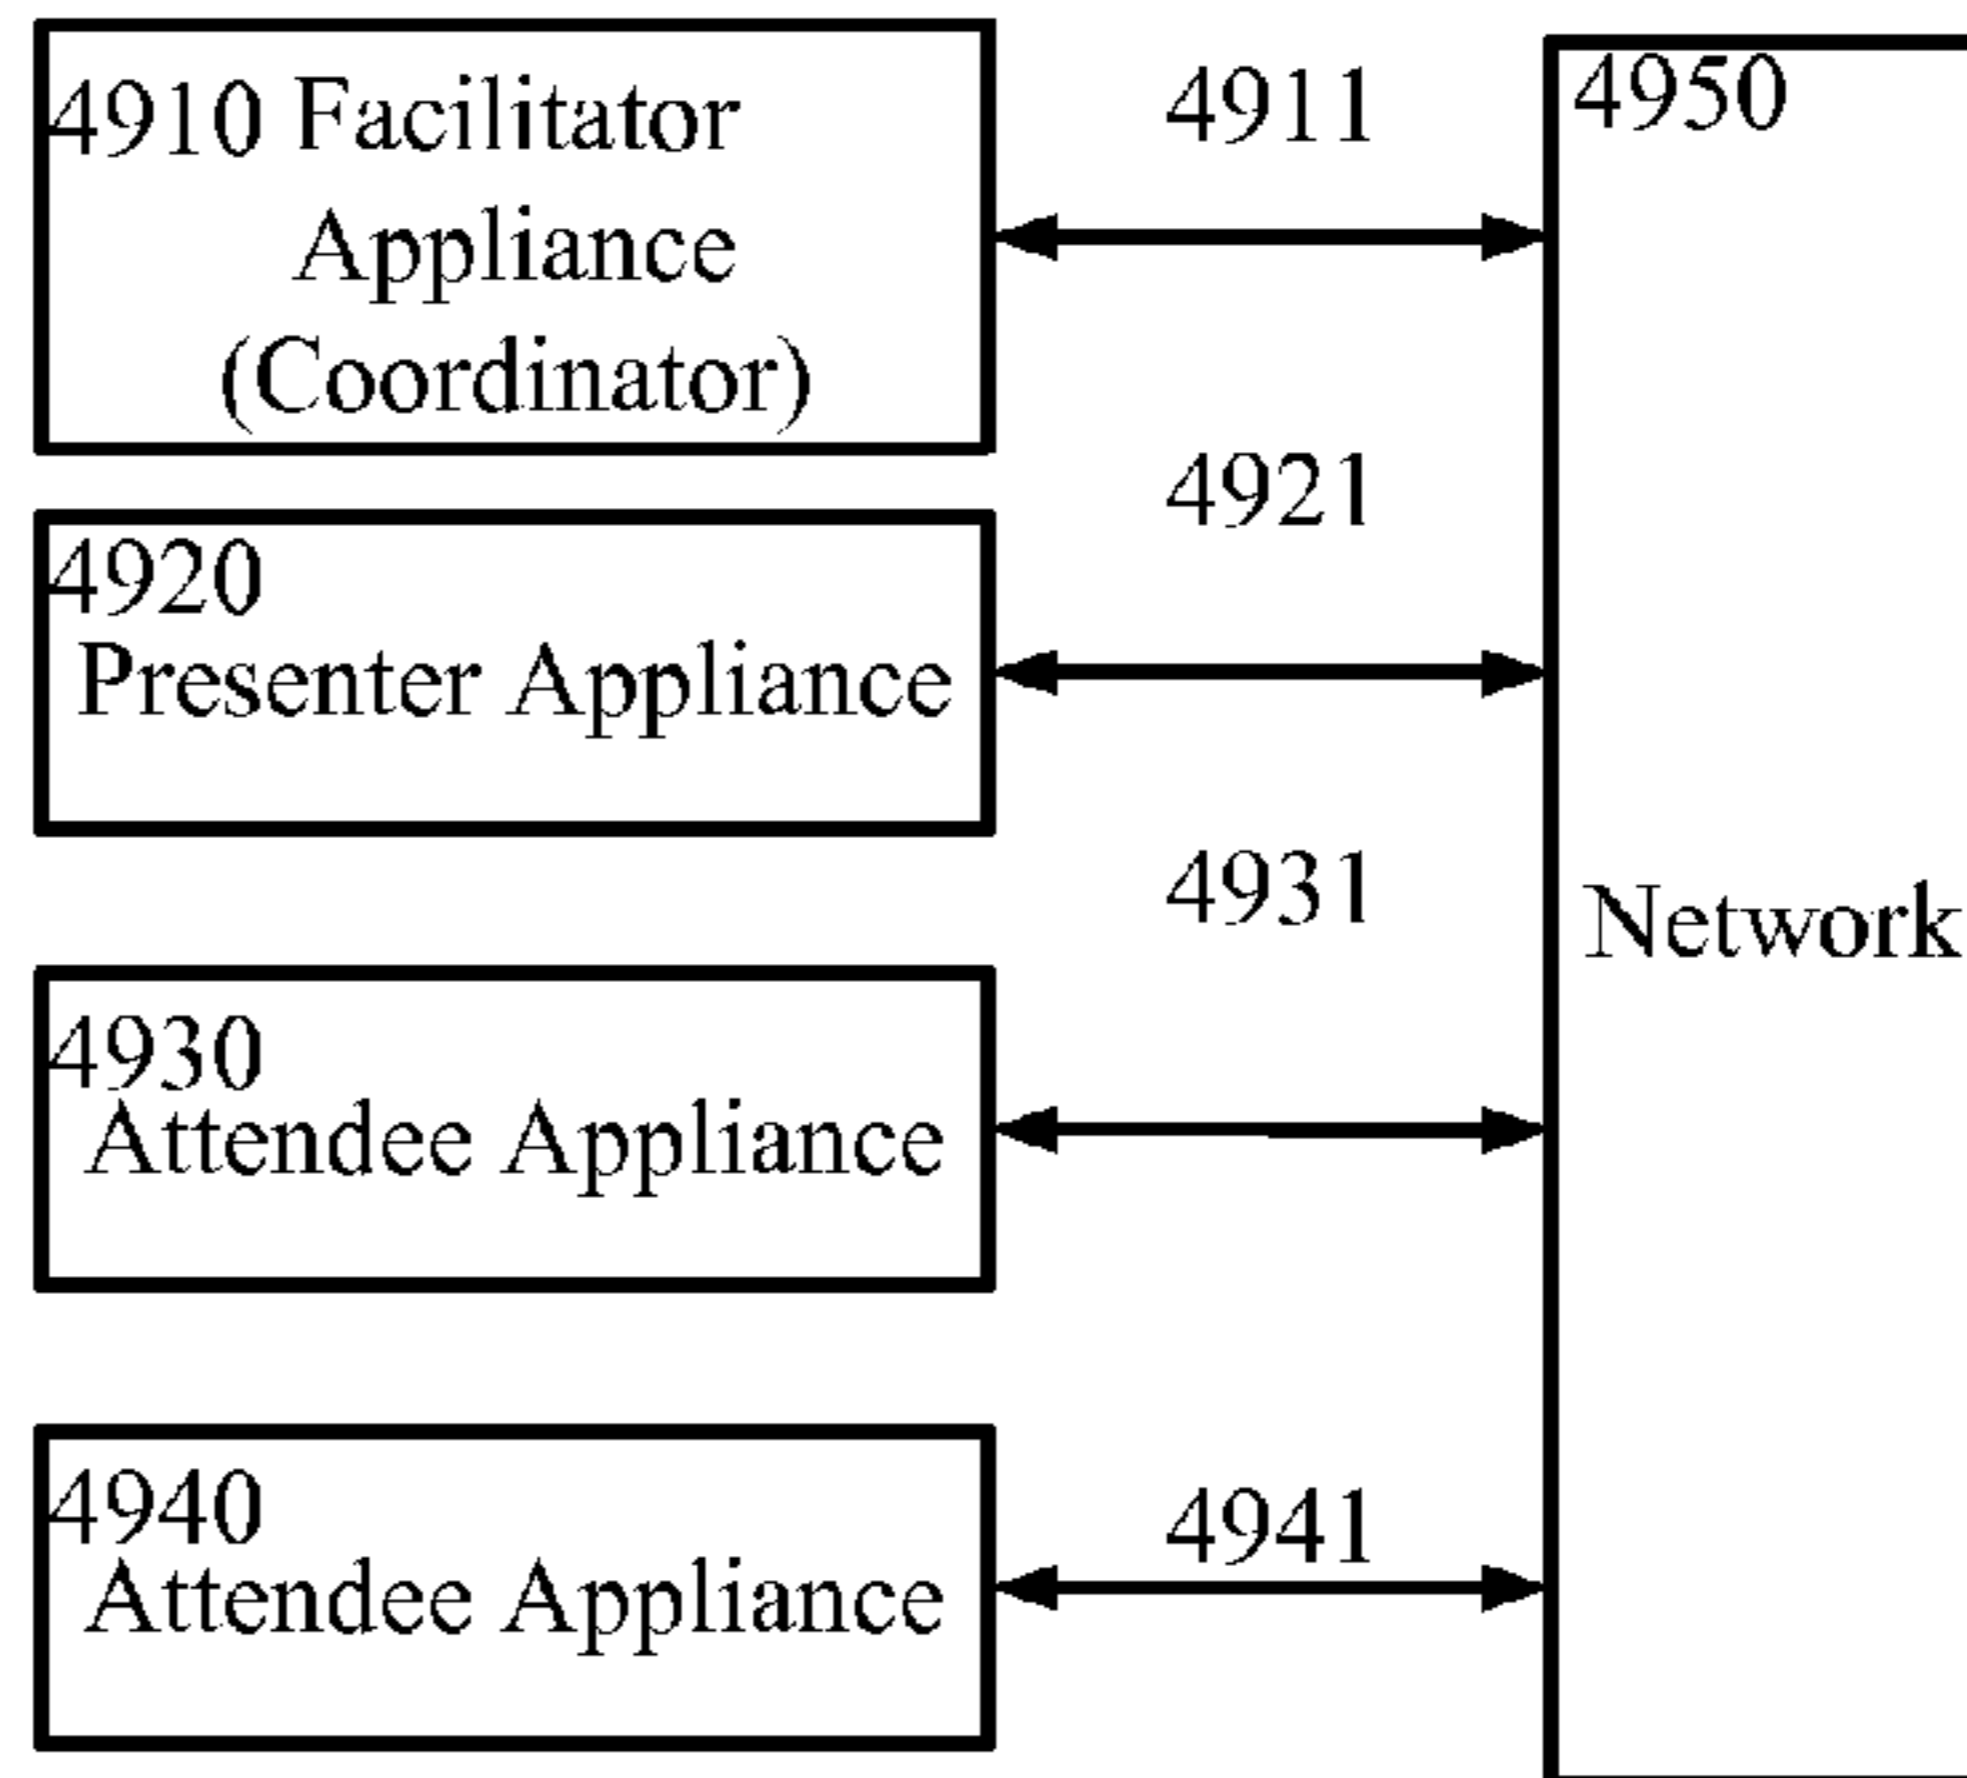 4910 Facilitator
Appliance
(Coordinator)
4911
4950
4921
4920
Presenter Appliance
4931
Network
4930
Attendee Appliance
4941
4940
Attendee Appliance